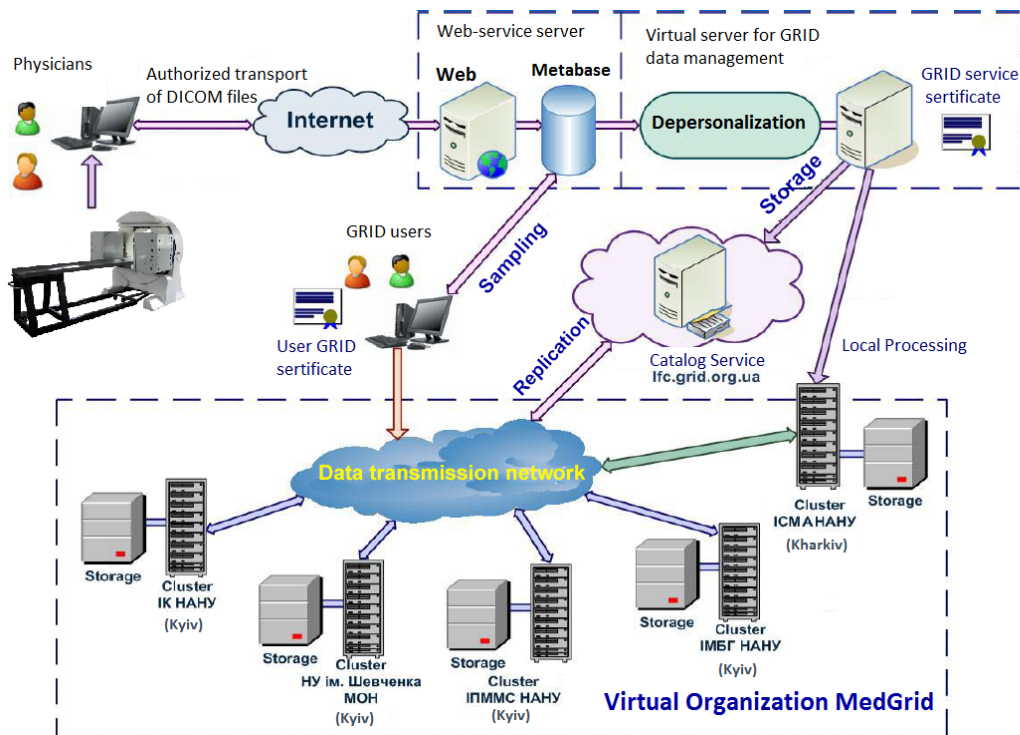 Web-service server
Virtual server for GRID
data management
Physicians
Authorized transport
of DICOM files
Web
Metabase
GRID service
sertificate
Internet
Depersonalization
Storage
Sampling
GRID users
User GRID
sertificate
Replication
Catalog Service
lfc.grid.org.ua
Local Processing
Data transmission network
Cluster
ІСМА НАНУ
(Kharkiv)
Storage
Storage
Cluster
ІК НАНУ
(Kyiv)
Storage
Cluster
НУ ім. Шевченка
МОН
(Kyiv)
Storage
Cluster
ІПММС НАНУ
(Kyiv)
Storage
Cluster
ІМБГ НАНУ
(Kyiv)
Virtual Organization MedGrid